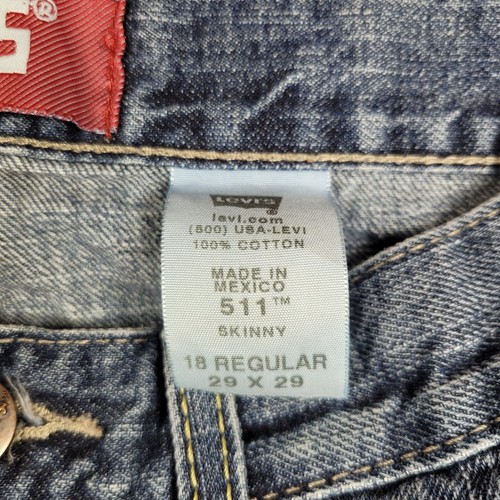 ®
Levi's
®
levi.com
(800) USA-LEVI
100% COTTON
MADE IN
MEXICO
511™
SKINNY
18 REGULAR
29 X 29